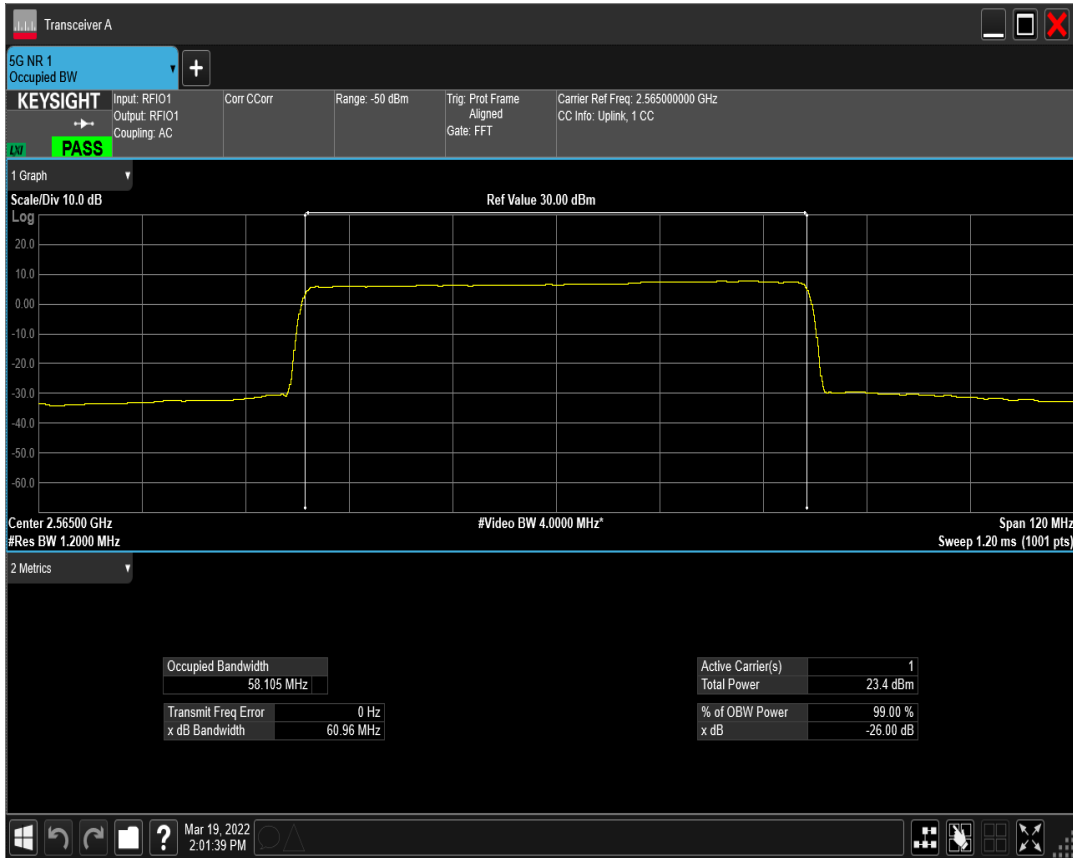 Transceiver A
5G NR 1
Occupied BW
+
KEYSIGHT
LXI
PASS
Input: RFIO1
Output: RFIO1
Coupling: AC
Corr CCorr
Range: -50 dBm
Trig: Prot Frame
Aligned
Gate: FFT
Carrier Ref Freq: 2.565000000 GHz
CC Info: Uplink, 1 CC
1 Graph
Scale/Div 10.0 dB
Ref Value 30.00 dBm
Log
20.0
10.0
0.00
-10.0
-20.0
-30.0
-40.0
-50.0
-60.0
Center 2.56500 GHz
#Video BW 4.0000 MHz*
Span 120 MHz
#Res BW 1.2000 MHz
Sweep 1.20 ms (1001 pts)
2 Metrics
Occupied Bandwidth
58.105 MHz
Transmit Freq Error 0 Hz
x dB Bandwidth 60.96 MHz
Active Carrier(s) 1
Total Power 23.4 dBm
% of OBW Power 99.00 %
x dB -26.00 dB
?
Mar 19, 2022
2:01:39 PM